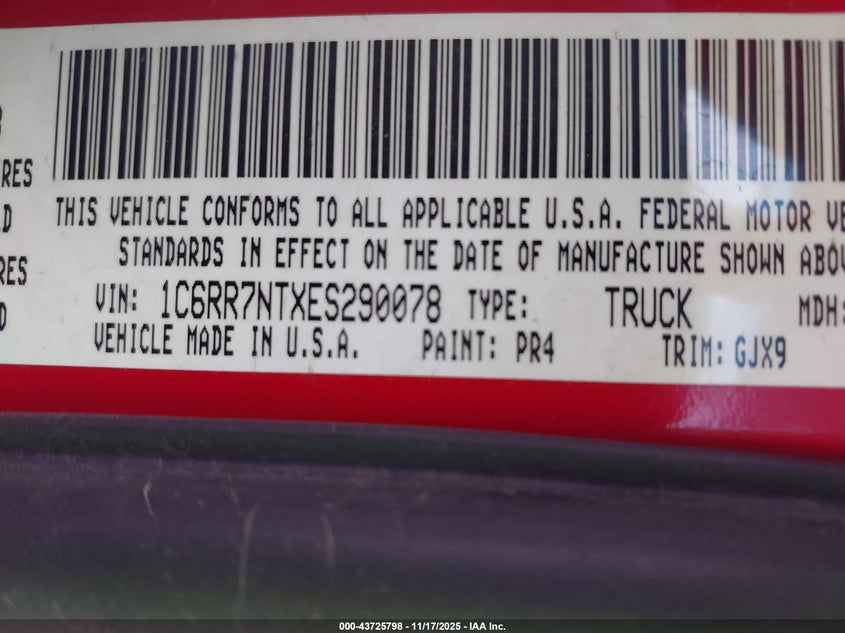 RES
THIS VEHICLE CONFORMS TO ALL APPLICABLE U.S.A. FEDERAL MOTOR VE
D
STANDARDS IN EFFECT ON THE DATE OF MANUFACTURE SHOWN ABOV
RES
VIN: 1C6RR7NTXES290078 TYPE: TRUCK MDH:
D
VEHICLE MADE IN U.S.A. PAINT: PR4 TRIM: GJX9
000-43725798 - 11/17/2025 - IAA Inc.